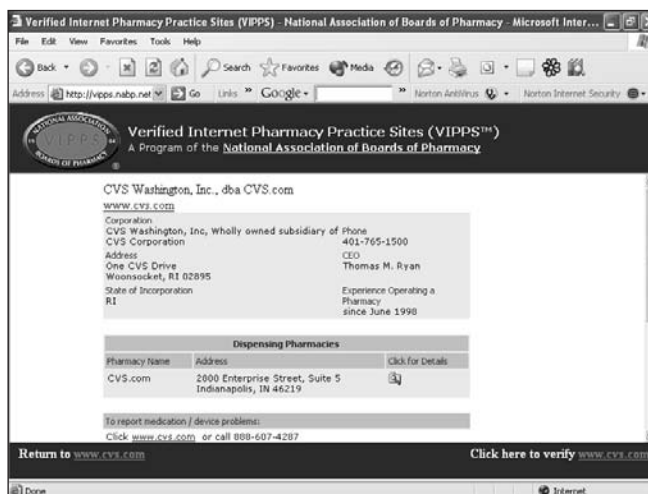 Verified Internet Pharmacy Practice Sites (VIPPS) - National Association of Boards of Pharmacy - Microsoft Inter...
File Edit View Favorites Tools Help
Back Search Favorites Media
Address http://vipps.nabp.net Go Links » Google » Norton AntiVirus Norton Internet Security
NATIONAL ASSOCIATION
VIPPS
BOARDS OF PHARMACY
®
Verified Internet Pharmacy Practice Sites (VIPPS™)
A Program of the National Association of Boards of Pharmacy
CVS Washington, Inc., dba CVS.com
www.cvs.com
Corporation
CVS Washington, Inc, Wholly owned subsidiary of Phone
CVS Corporation 401-765-1500
Address CEO
One CVS Drive Thomas M. Ryan
Woonsocket, RI 02895
State of Incorporation Experience Operating a
RI Pharmacy
since June 1998
Dispensing Pharmacies
Pharmacy Name Address Click for Details
CVS.com 2000 Enterprise Street, Suite 5
Indianapolis, IN 46219
To report medication / device problems:
Click www.cvs.com or call 888-607-4287
Return to www.cvs.com Click here to verify www.cvs.com
Done Internet